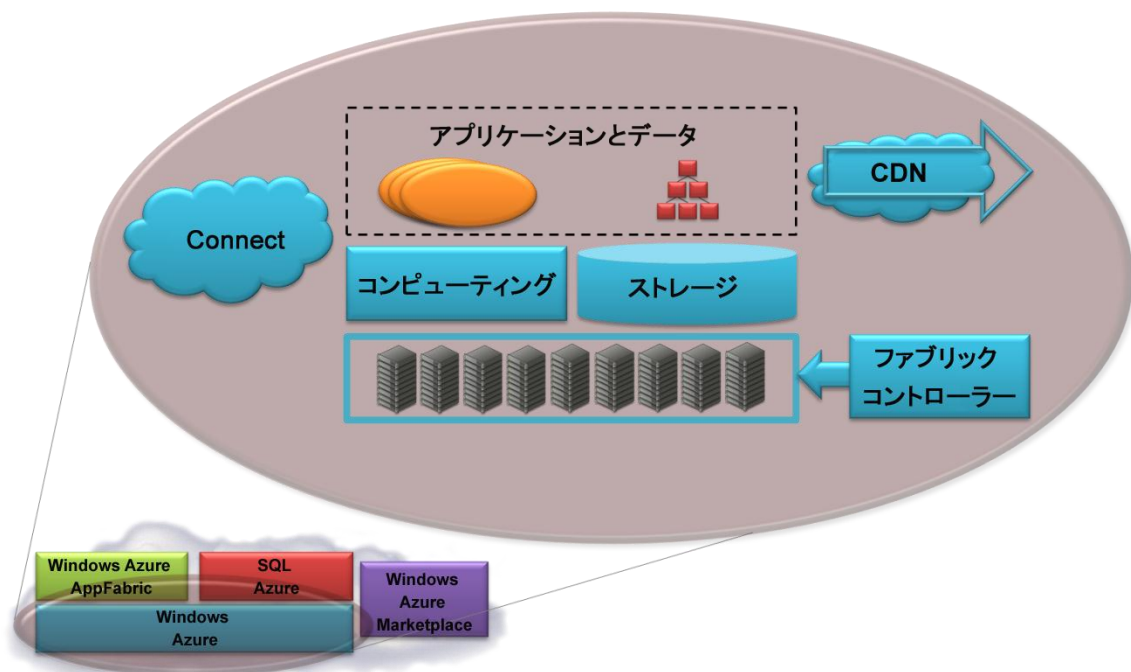 アプリケーションとデータ
CDN
Connect
コンピューティング
ストレージ
ファブリック
コントローラー
Windows Azure
AppFabric
SQL
Azure
Windows
Azure
Marketplace
Windows
Azure